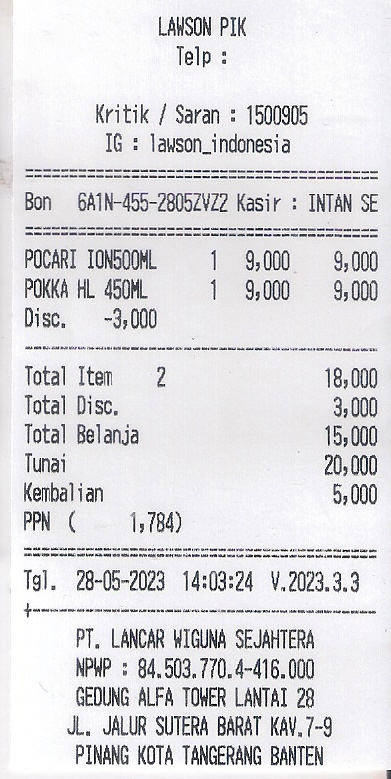 LAWSON PIK
Telp :
Kritik / Saran : 1500905
IG : lawson_indonesia
Bon 6A1N-455-2805ZVZ2 Kasir : INTAN SE
POCARI ION500ML 1 9,000 9,000
POKKA HL 450ML 1 9,000 9,000
Disc. -3,000
Total Item 2 18,000
Total Disc. 3,000
Total Belanja 15,000
Tunai 20,000
Kembalian 5,000
PPN ( 1,784)
Tgl. 28-05-2023 14:03:24 V.2023.3.3
PT. LANCAR WIGUNA SEJAHTERA
NPWP : 84.503.770.4-416.000
GEDUNG ALFA TOWER LANTAI 28
JL. JALUR SUTERA BARAT KAV.7-9
PINANG KOTA TANGERANG BANTEN